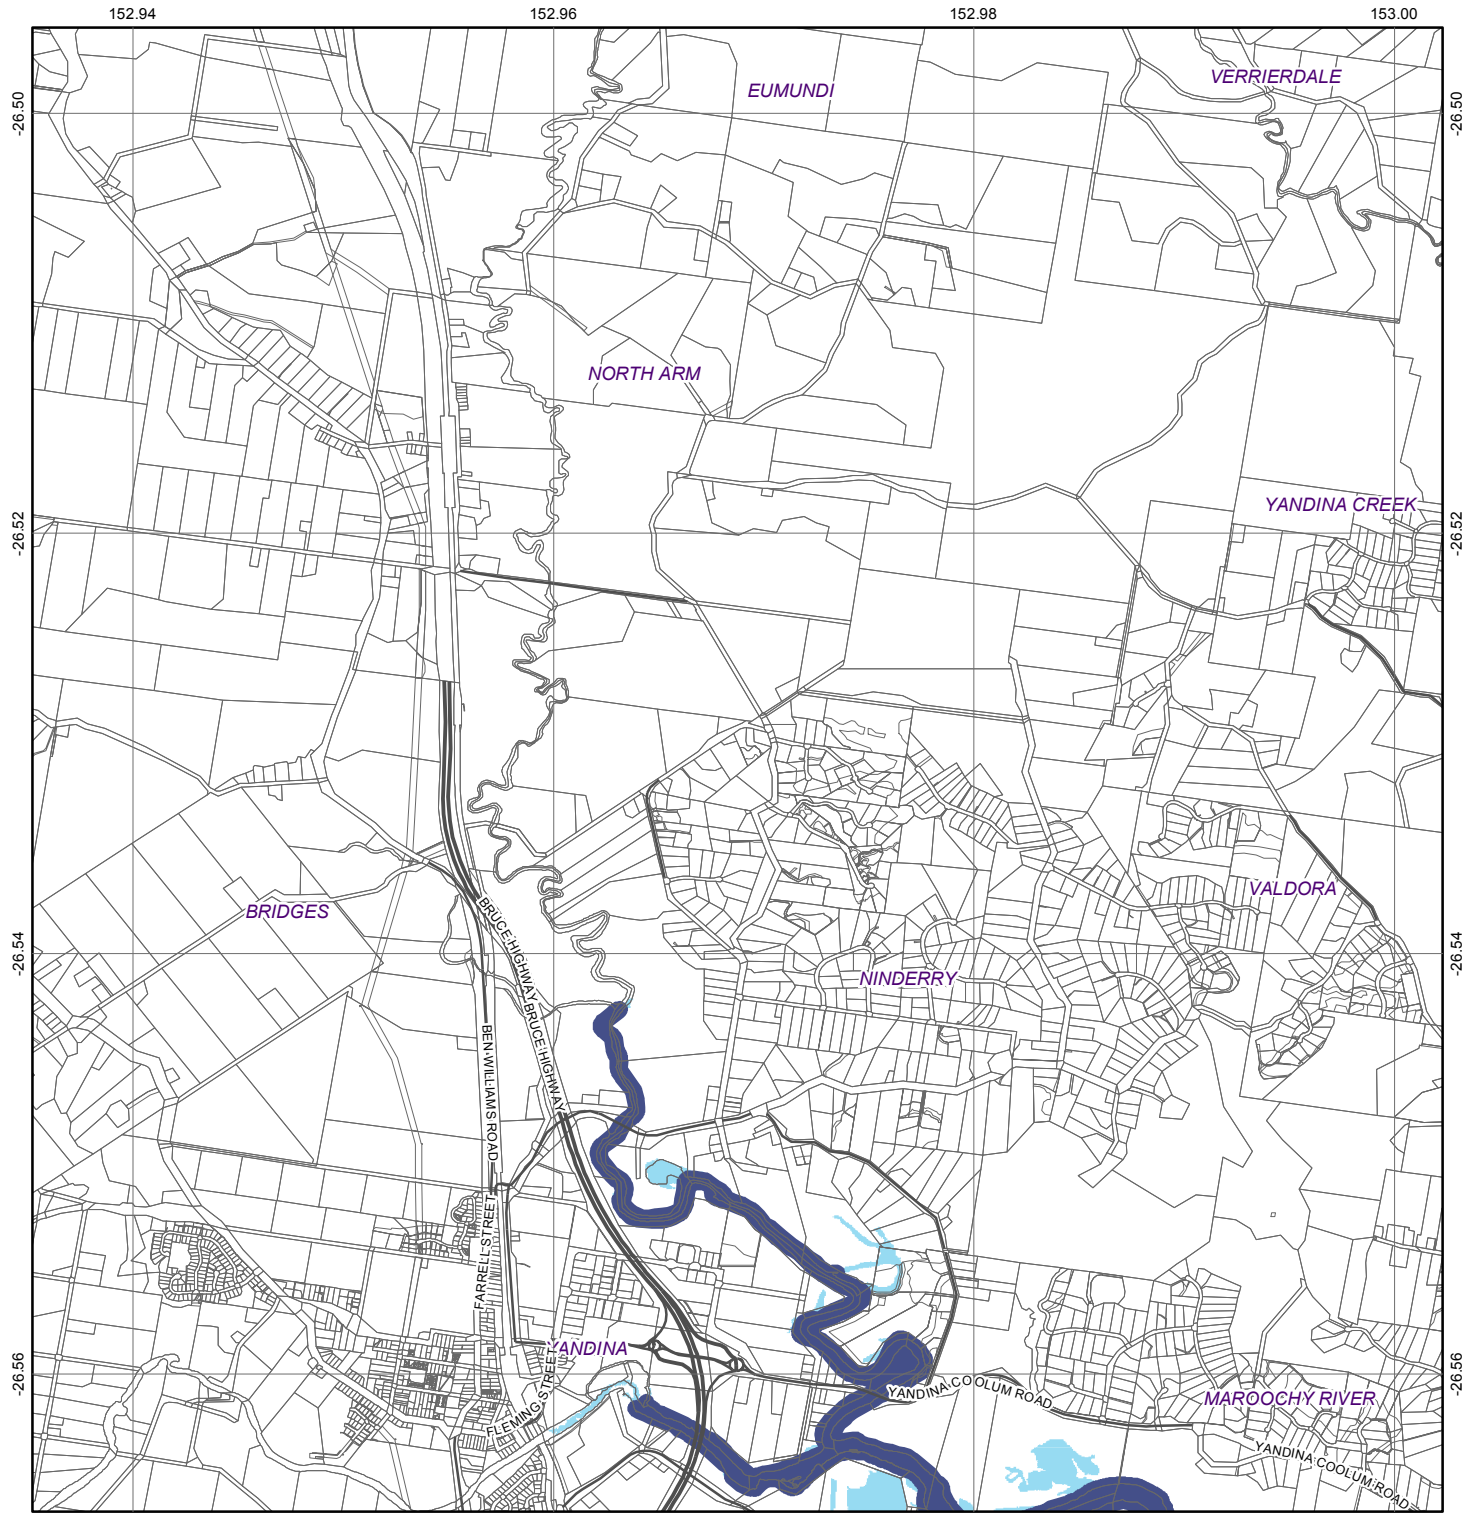 152.94
152.96
152.98
153.00
-26.50
-26.50
EUMUNDI
VERRIERDALE
NORTH ARM
YANDINA CREEK
-26.52
-26.52
BRIDGES
VALDORA
BRUCE HIGHWAY
BRUCE HIGHWAY
-26.54
-26.54
NINDERRY
BEN WILLIAMS ROAD
FARRELL STREET
YANDINA
FLEMING STREET
-26.56
-26.56
YANDINA COOLUM ROAD
MAROOCHY RIVER
YANDINA COOLUM ROAD